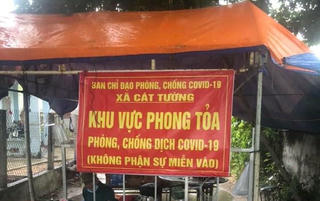 BAN CHỈ ĐẠO PHÒNG, CHỐNG COVID-19
XÃ CÁT TƯỜNG
KHU VỰC PHONG TỎA
PHÒNG, CHỐNG DỊCH COVID-19
(KHÔNG PHẬN SỰ MIỄN VÀO)